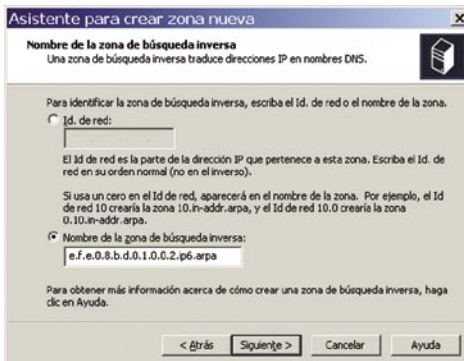 Asistente para crear zona nueva
Nombre de la zona de búsqueda inversa
Una zona de búsqueda inversa traduce direcciones IP en nombres DNS.
Para identificar la zona de búsqueda inversa, escriba el Id. de red o el nombre de la zona.
Id. de red:
El Id de red es la parte de la dirección IP que pertenece a esta zona. Escriba el Id. de
red en su orden normal (no en el inverso).
Si usa un cero en el Id de red, aparecerá en el nombre de la zona. Por ejemplo, el Id
de red 10 crearía la zona 10.in-addr.arpa, y el Id de red 10.0 crearía la zona
0.10.in-addr.arpa.
Nombre de la zona de búsqueda inversa:
e.f.e.0.8.b.d.0.1.0.0.2.ip6.arpa
Para obtener más información acerca de cómo crear una zona de búsqueda inversa, haga
clic en Ayuda.
< Atrás
Siguiente >
Cancelar
Ayuda